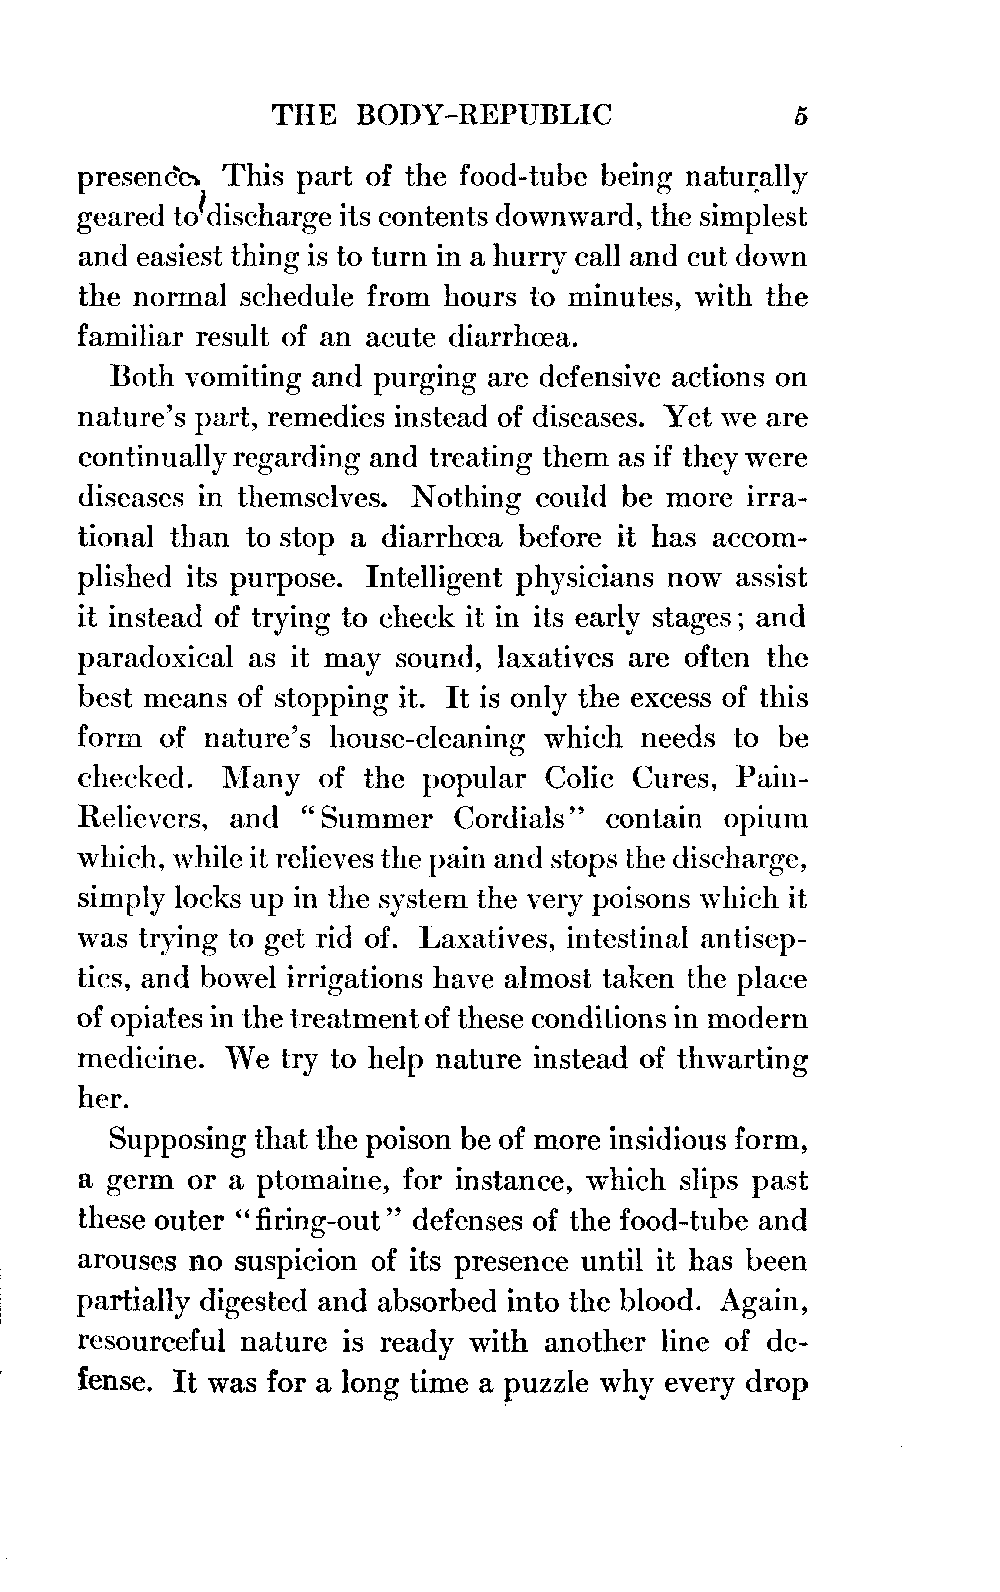 THE BODY-REPUBLIC 5
presence. This part of the food-tube being naturally
geared to discharge its contents downward, the simplest
and easiest thing is to turn in a hurry call and cut down
the normal schedule from hours to minutes, with the
familiar result of an acute diarrhœa.
Both vomiting and purging are defensive actions on
nature's part, remedies instead of diseases. Yet we are
continually regarding and treating them as if they were
diseases in themselves. Nothing could be more irra-
tional than to stop a diarrhœa before it has accom-
plished its purpose. Intelligent physicians now assist
it instead of trying to check it in its early stages; and
paradoxical as it may sound, laxatives are often the
best means of stopping it. It is only the excess of this
form of nature's house-cleaning which needs to be
checked. Many of the popular Colic Cures, Pain-
Relievers, and "Summer Cordials" contain opium
which, while it relieves the pain and stops the discharge,
simply locks up in the system the very poisons which it
was trying to get rid of. Laxatives, intestinal antisep-
tics, and bowel irrigations have almost taken the place
of opiates in the treatment of these conditions in modern
medicine. We try to help nature instead of thwarting
her.
Supposing that the poison be of more insidious form,
a germ or a ptomaine, for instance, which slips past
these outer "firing-out" defenses of the food-tube and
arouses no suspicion of its presence until it has been
partially digested and absorbed into the blood. Again,
resourceful nature is ready with another line of de-
fense. It was for a long time a puzzle why every drop